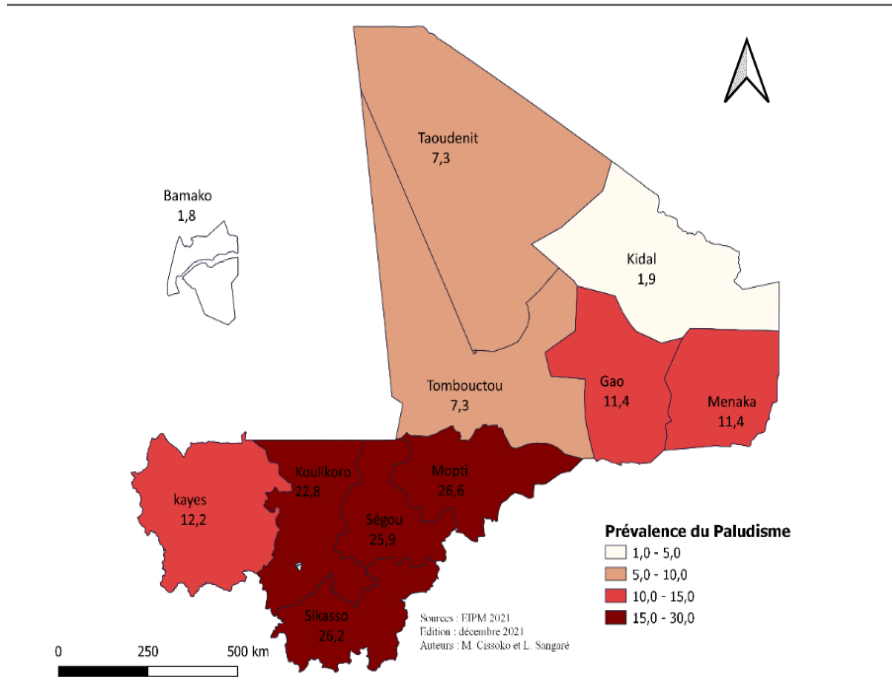 Taoudenit
7,3
Bamako
1,8
Kidal
1,9
Tombouctou
7,3
Gao
11,4
Menaka
11,4
kayes
12,2
Koulikoro
22,8
Mopti
26,6
Ségou
25,9
Sikasso
26,2
Prévalence du Paludisme
1,0 - 5,0
5,0 - 10,0
10,0 - 15,0
15,0 - 30,0
Sources : EIPM 2021
Edition : décembre 2021
Auteurs : M. Cissoko et L. Sangaré
0 250 500 km